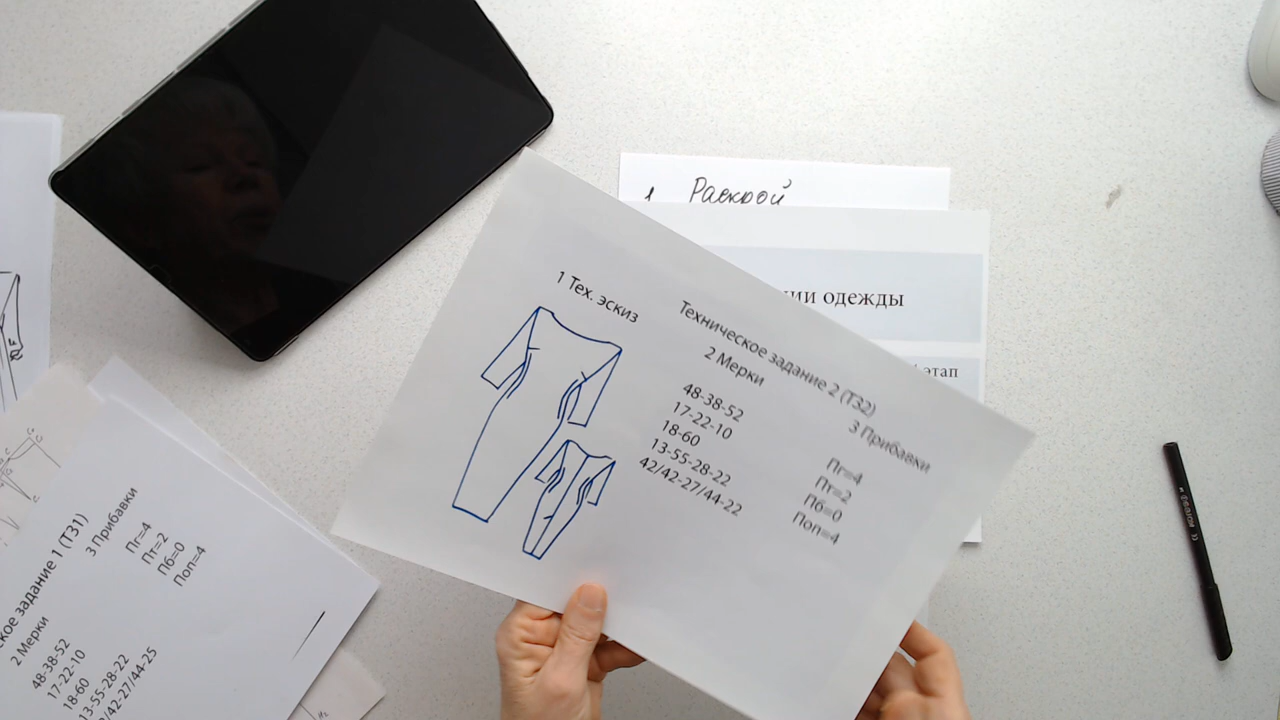 1 Раскрой
ии одежды
этап
Техническое задание 2 (ТЗ2)
1 Тех. эскиз
2 Мерки
3 Прибавки
48-38-52
17-22-10
18-60
13-55-28-22
42/42-27/44-22
Пг=4
Пт=2
Пб=0
Поп=4
ское задание 1 (ТЗ1)
2 Мерки
3 Прибавки
48-38-52
17-22-10
18-60
13-55-28-22
2/42-27/44-25
Пг=4
Пт=2
Пб=0
Поп=4